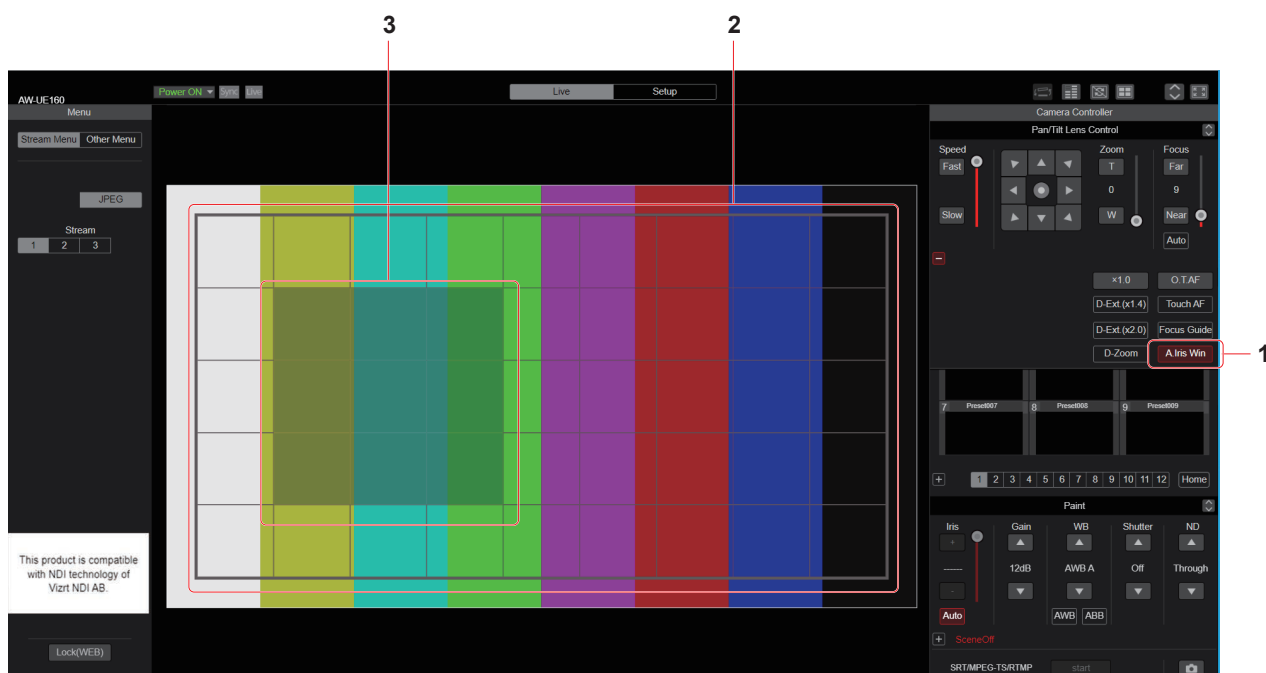 3
2
1
AW-UE160
Power ON
Sync
Live
Live
Setup
Menu
Stream Menu
Other Menu
JPEG
Stream
1 2 3
This product is compatible
with NDI technology of
Vizrt NDI AB.
Lock(WEB)
Camera Controller
Pan/Tilt Lens Control
Speed
Zoom
Focus
Fast
T
Far
0
9
Slow
W
Near
Auto
×1.0
O.T.AF
D-Ext.(x1.4)
Touch AF
D-Ext.(x2.0)
Focus Guide
D-Zoom
A.Iris Win
7 Preset007
8 Preset008
9 Preset009
+
1 2 3 4 5 6 7 8 9 10 11 12
Home
Paint
Iris
Gain
WB
Shutter
ND
+
-----
12dB
AWB A
Off
Through
-
Auto
AWB
ABB
+ SceneOff
SRT/MPEG-TS/RTMP
start